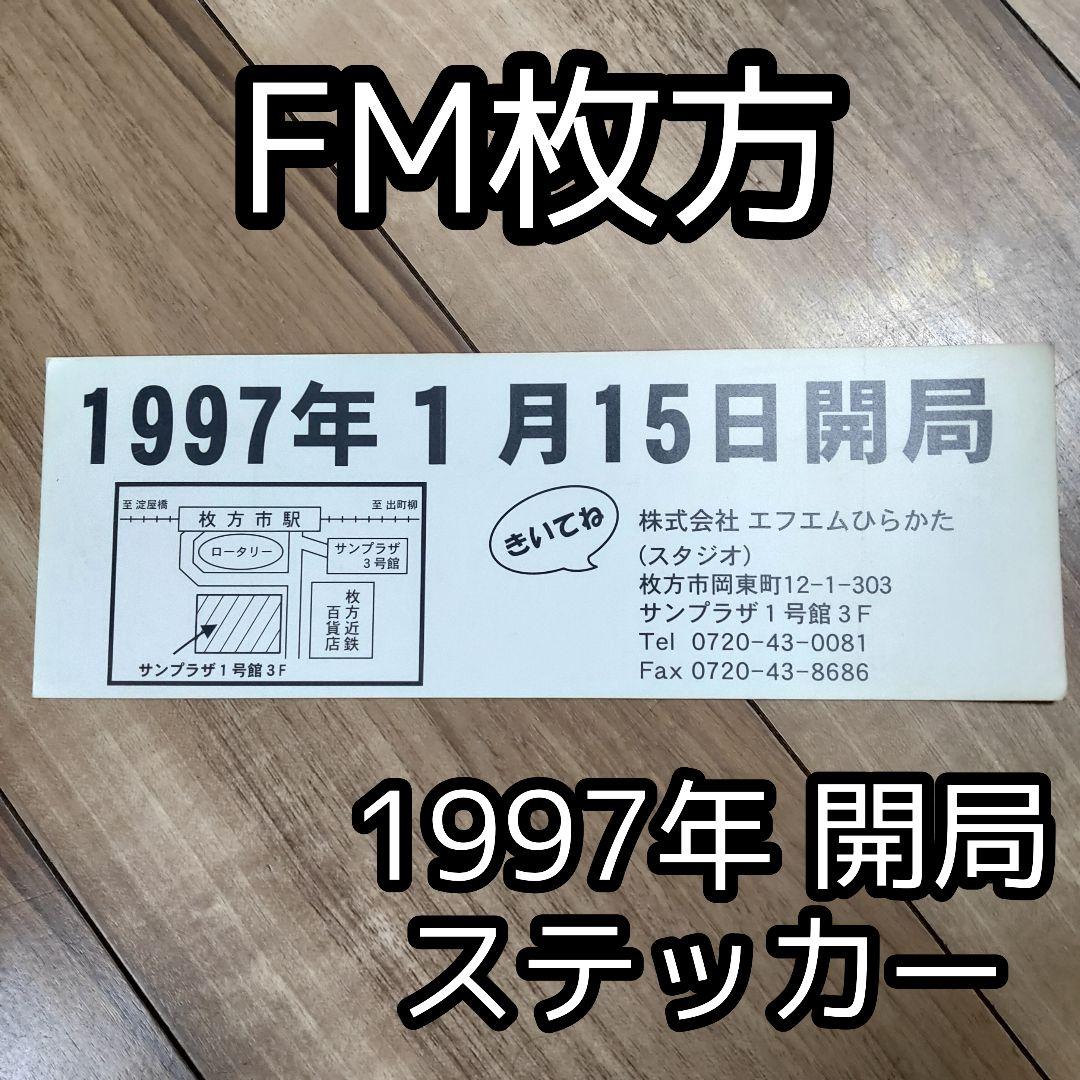 FM枚方
1997年1月15日開局
至 淀屋橋
至 出町柳
枚方市駅
ロータリー
サンプラザ
3号館
枚方近鉄
百貨店
サンプラザ1号館3F
きいてね
株式会社 エフエムひらかた
(スタジオ)
枚方市岡東町12-1-303
サンプラザ1号館3F
Tel 0720-43-0081
Fax 0720-43-8686
1997年 開局
ステッカー